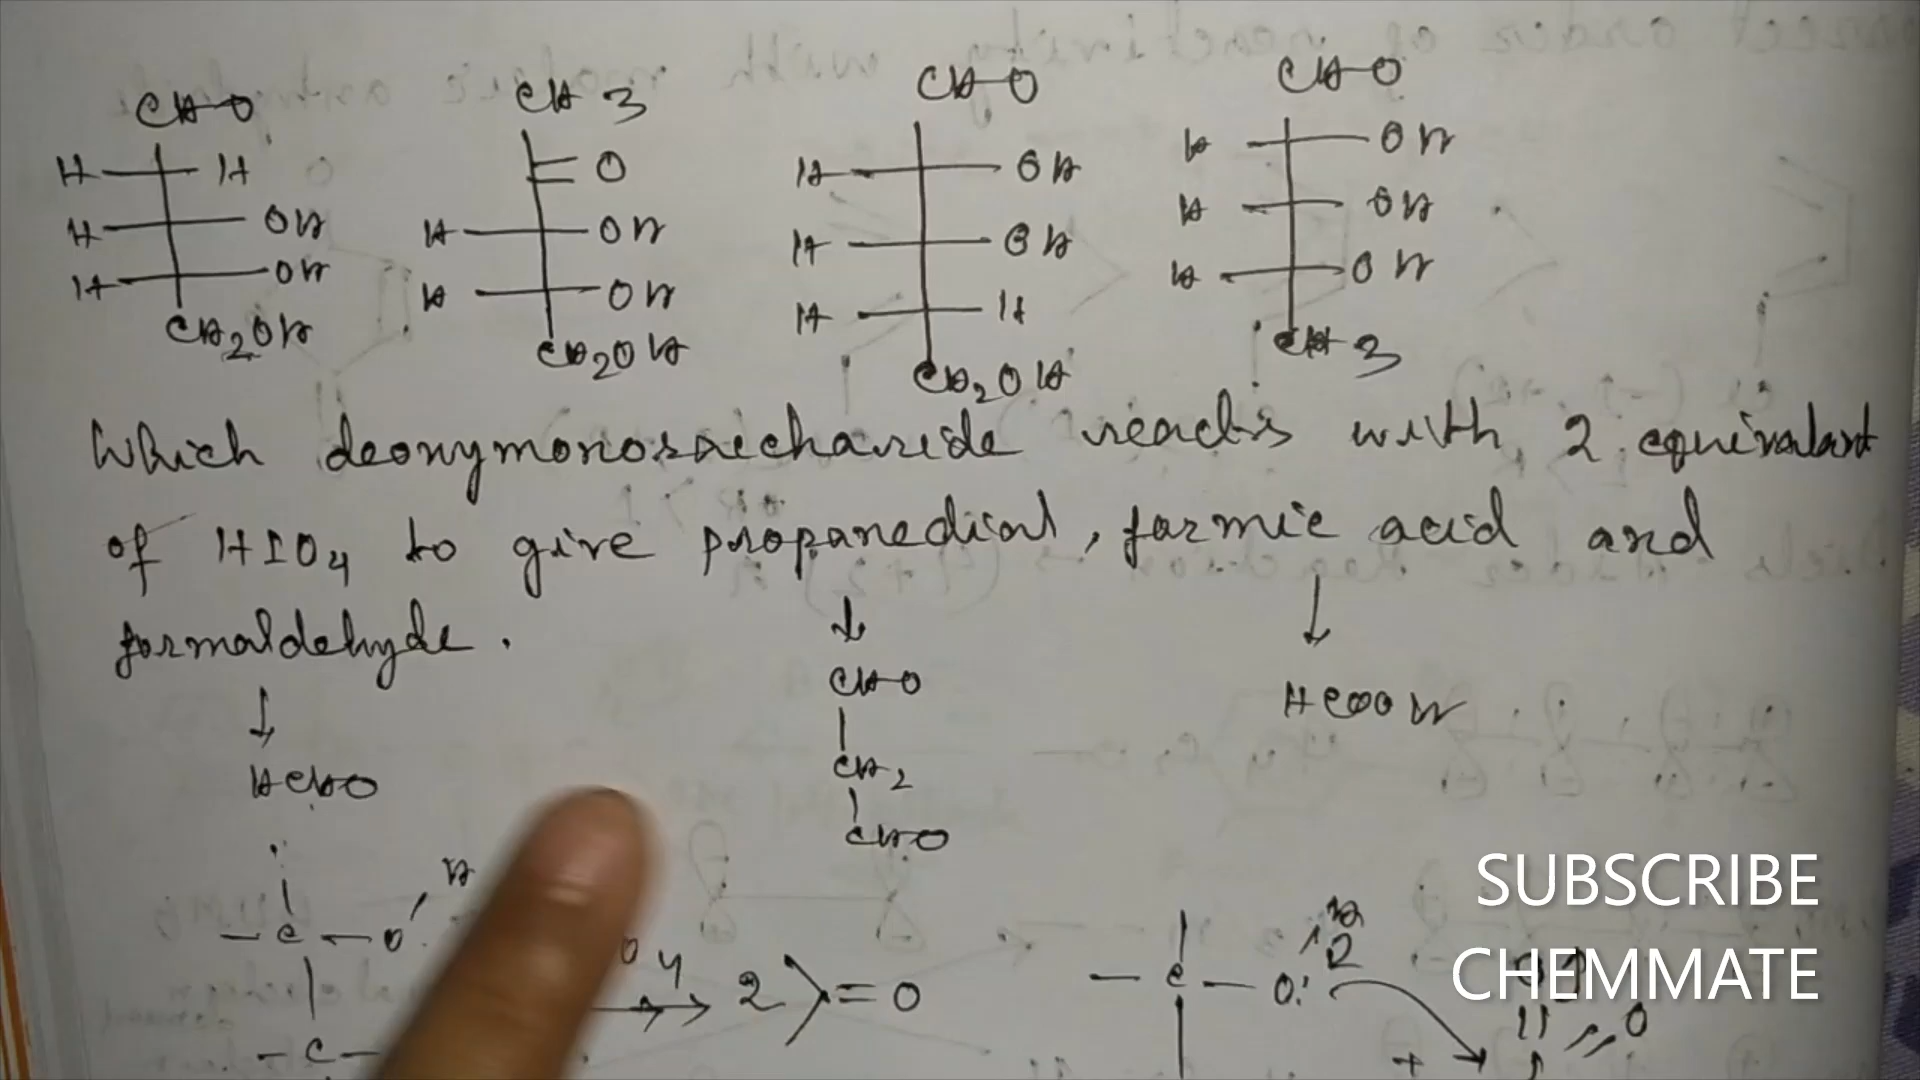 CHO CH3 CHO CHO
H H O H OH H OH
H OH H OH H OH H OH
H OH H OH H H H OH
CH2OH CH2OH CH2OH CH3
Which deoxymonosaccharide reacts with 2 equivalant
of HIO4 to give propanedial, formic acid and
formaldehyde.
CHO HCOOH
HCHO CH2
CHO
H
C O
4 2 = O C O: O
C + 
SUBSCRIBE
CHEMMATE